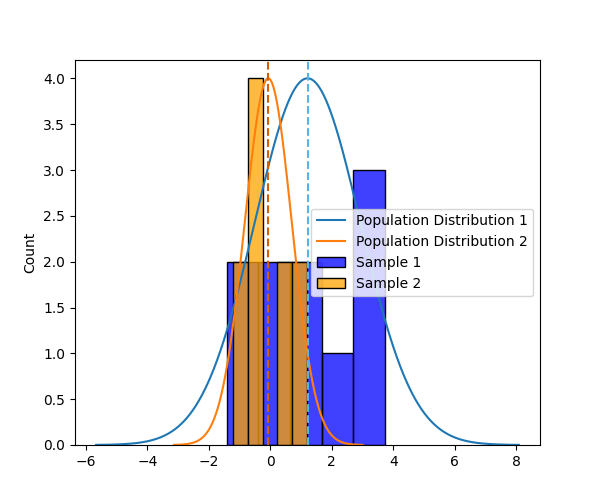 4.0
3.5
3.0
2.5
2.0
1.5
1.0
0.5
0.0
Count
Population Distribution 1
Population Distribution 2
Sample 1
Sample 2
−6 −4 −2 0 2 4 6 8